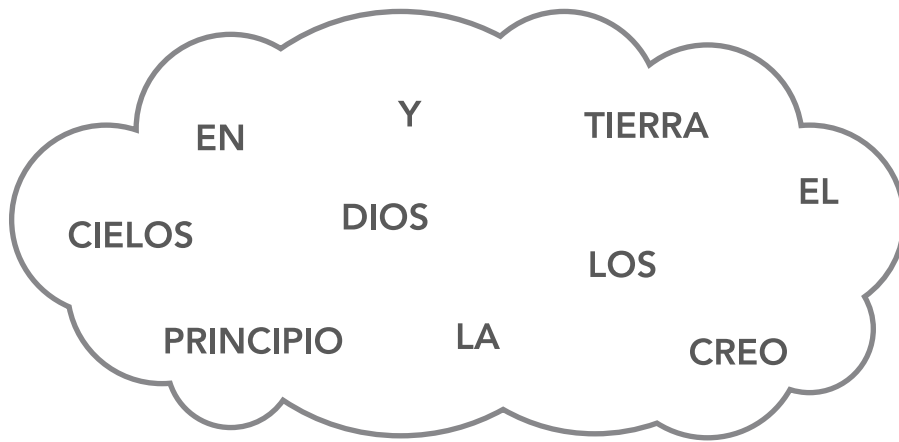 Y
TIERRA
EN
EL
DIOS
CIELOS
LOS
LA
PRINCIPIO
CREO